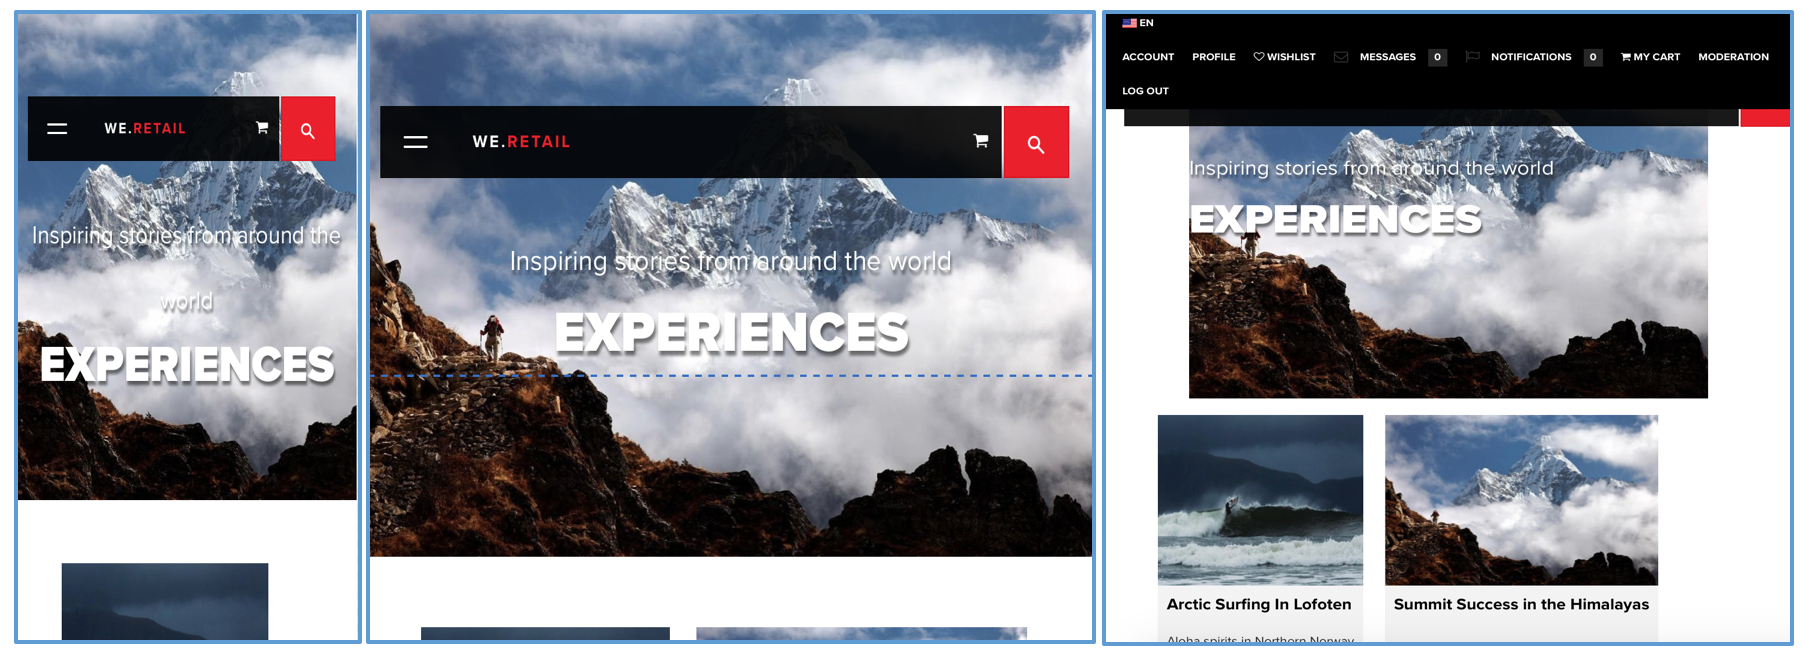 WE.RETAIL
Inspiring stories from around the
world
EXPERIENCES
WE.RETAIL
Inspiring stories from around the world
EXPERIENCES
EN
ACCOUNT PROFILE WISHLIST MESSAGES 0 NOTIFICATIONS 0 MY CART MODERATION
LOG OUT
Inspiring stories from around the world
EXPERIENCES
Arctic Surfing In Lofoten
Summit Success in the Himalayas
Aloha spirits in Northern Norway